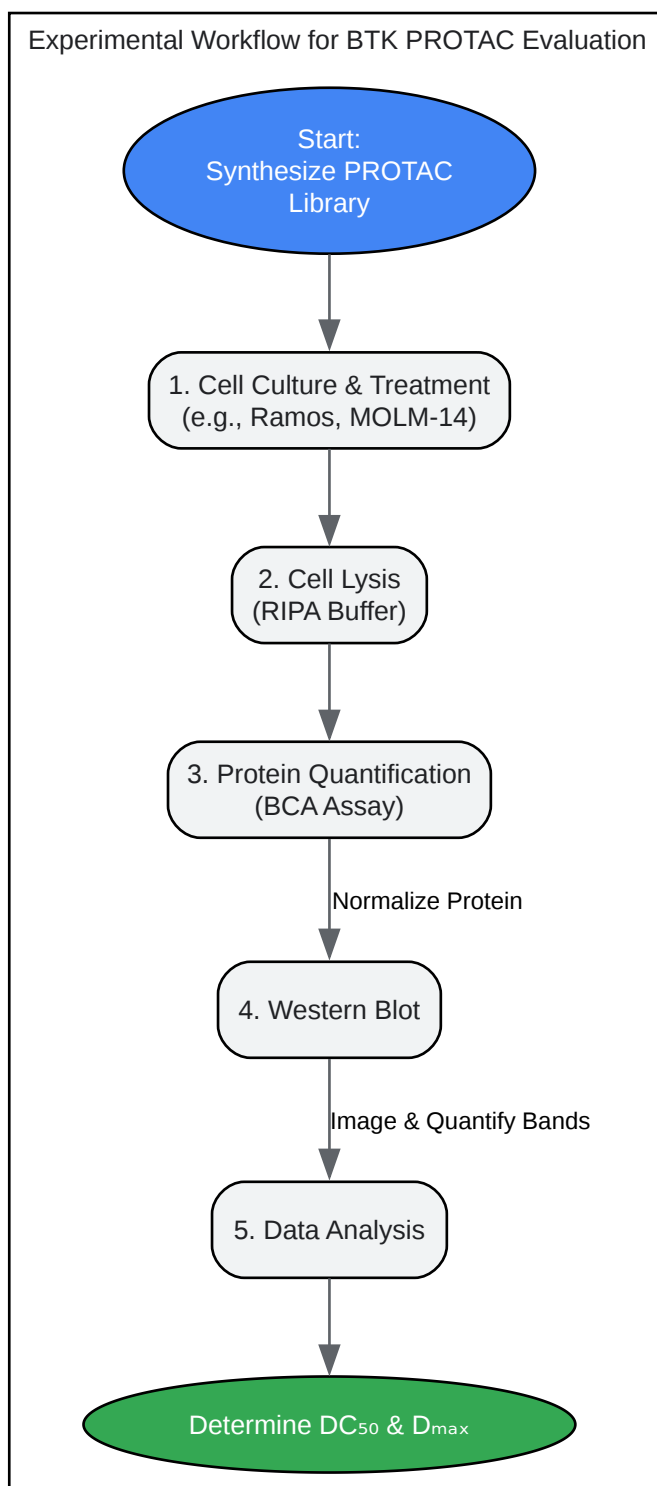 Experimental Workflow for BTK PROTAC Evaluation
Start:
Synthesize PROTAC
Library
1. Cell Culture & Treatment
(e.g., Ramos, MOLM-14)
2. Cell Lysis
(RIPA Buffer)
3. Protein Quantification
(BCA Assay)
Normalize Protein
4. Western Blot
Image & Quantify Bands
5. Data Analysis
Determine DC₅₀ & Dₘₐₓ